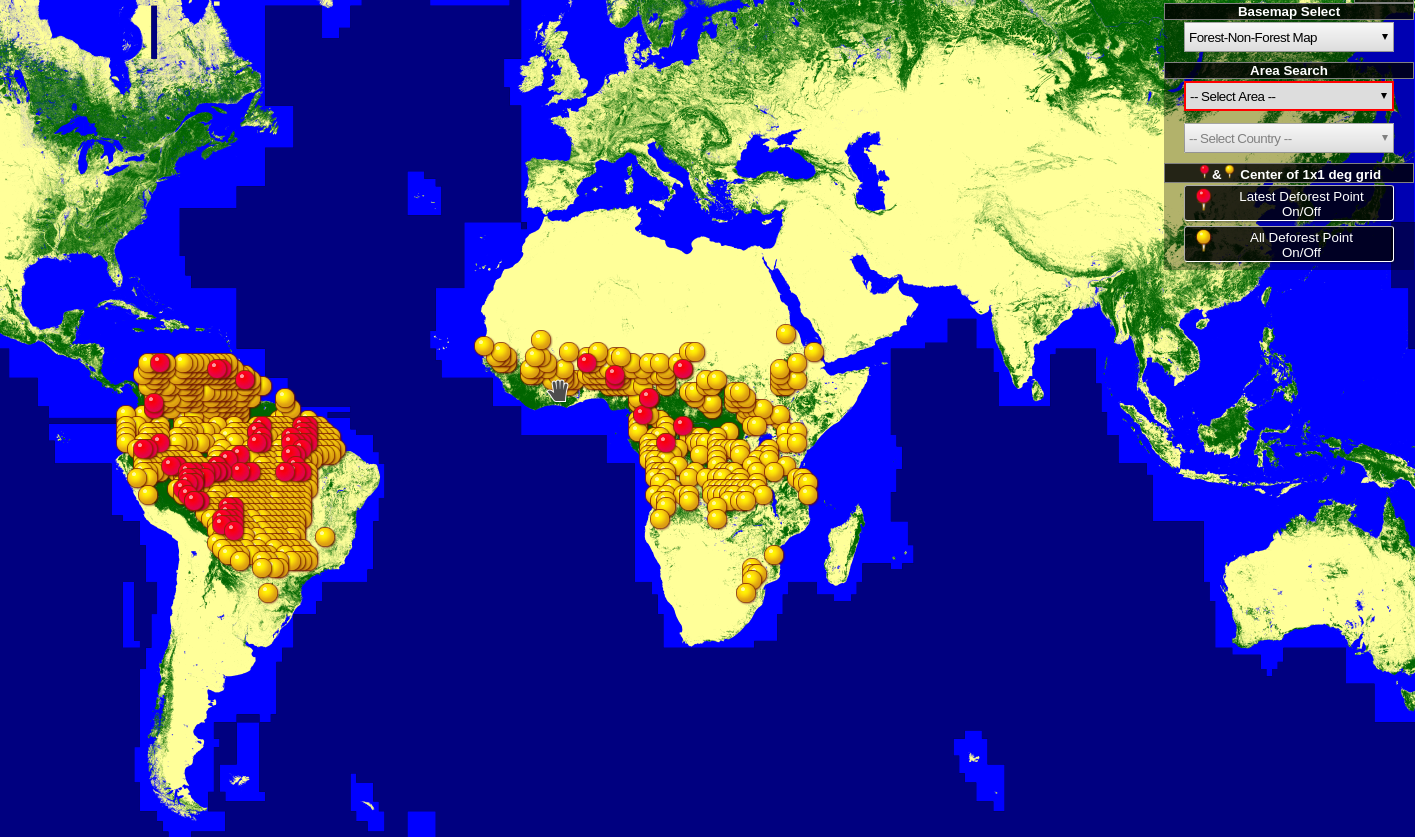 Basemap Select
Forest-Non-Forest Map
Area Search
-- Select Area --
-- Select Country --
& Center of 1x1 deg grid
Latest Deforest Point
On/Off
All Deforest Point
On/Off